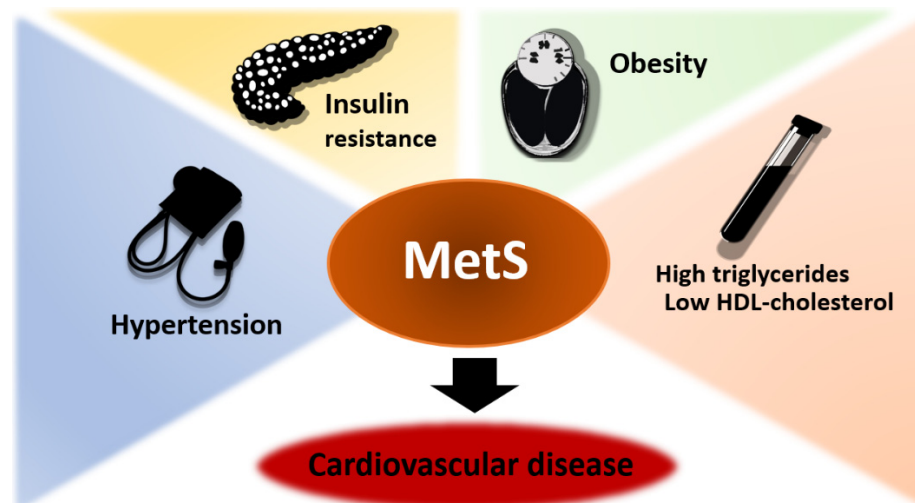 Insulin
resistance
Obesity
Hypertension
MetS
High triglycerides
Low HDL-cholesterol
Cardiovascular disease